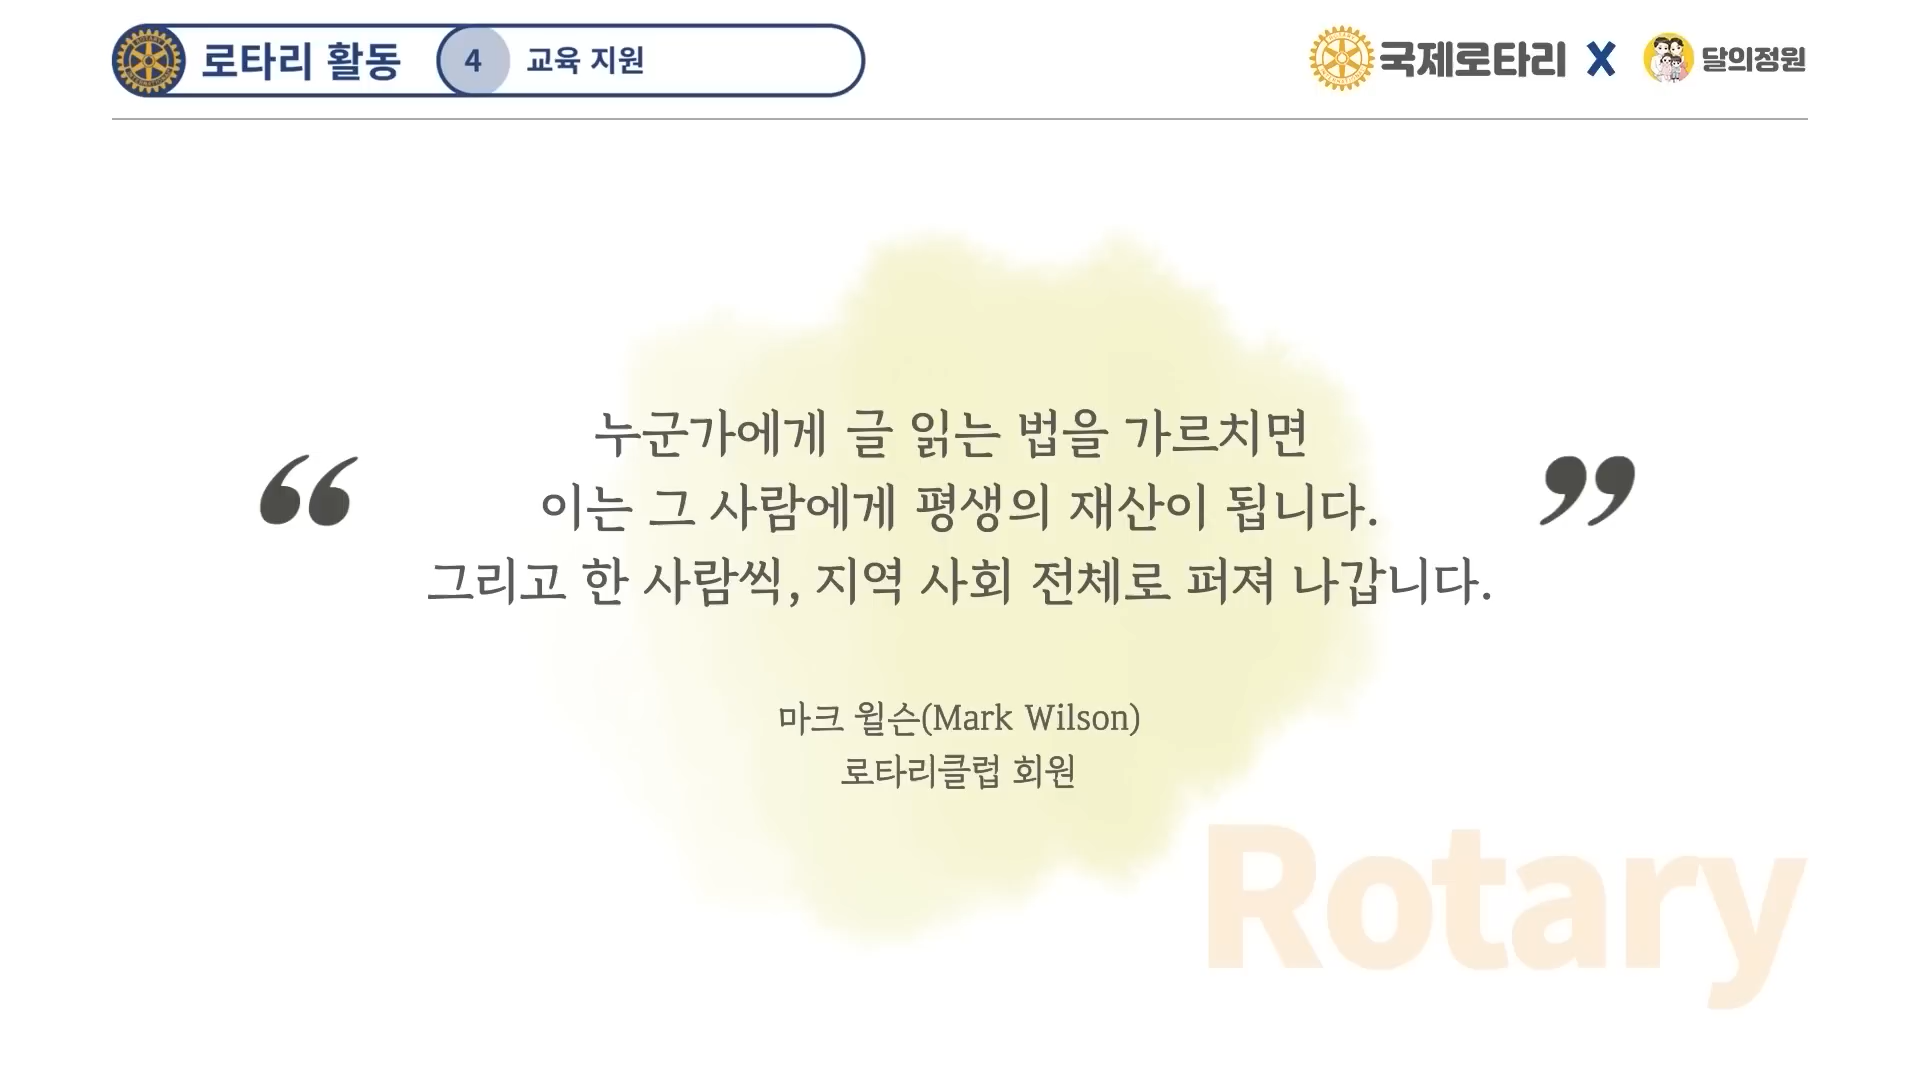 로타리 활동 4 교육 지원
국제로타리 X 달의정원
“ 누군가에게 글 읽는 법을 가르치면
이는 그 사람에게 평생의 재산이 됩니다.
그리고 한 사람씩, 지역 사회 전체로 퍼져 나갑니다. ”
마크 윌슨(Mark Wilson)
로타리클럽 회원
Rotary